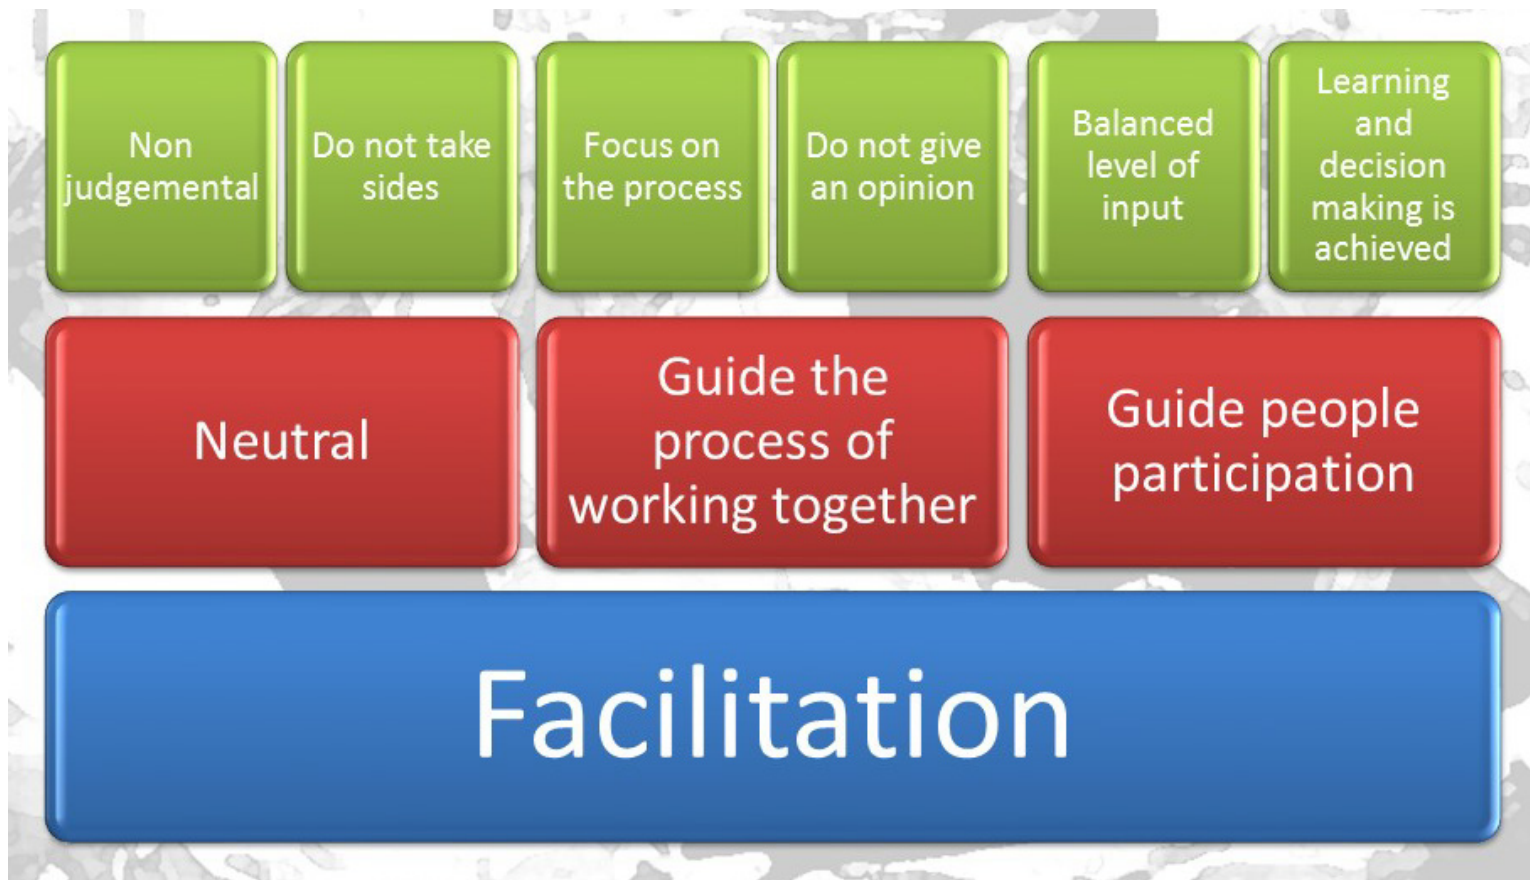 Non
judgemental
Do not take
sides
Focus on
the process
Do not give
an opinion
Balanced
level of
input
Learning
and
decision
making is
achieved
Neutral
Guide the
process of
working together
Guide people
participation
Facilitation